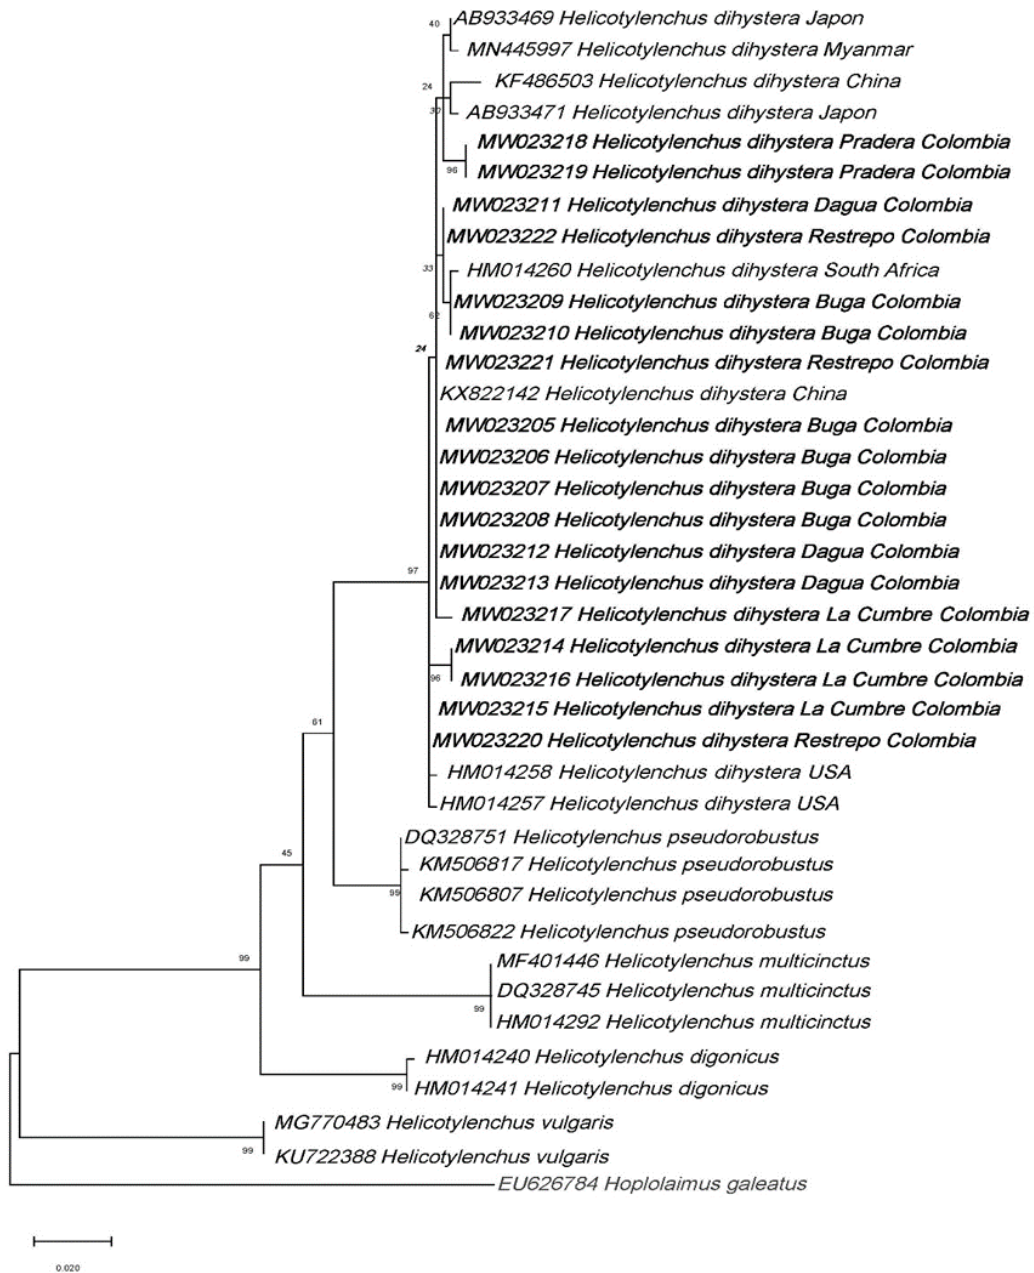 40
AB933469 Helicotylenchus dihystera Japon
MN445997 Helicotylenchus dihystera Myanmar
KF486503 Helicotylenchus dihystera China
24
30
AB933471 Helicotylenchus dihystera Japon
MW023218 Helicotylenchus dihystera Pradera Colombia
96
MW023219 Helicotylenchus dihystera Pradera Colombia
MW023211 Helicotylenchus dihystera Dagua Colombia
MW023222 Helicotylenchus dihystera Restrepo Colombia
33
HM014260 Helicotylenchus dihystera South Africa
MW023209 Helicotylenchus dihystera Buga Colombia
62
MW023210 Helicotylenchus dihystera Buga Colombia
24
MW023221 Helicotylenchus dihystera Restrepo Colombia
KX822142 Helicotylenchus dihystera China
MW023205 Helicotylenchus dihystera Buga Colombia
MW023206 Helicotylenchus dihystera Buga Colombia
MW023207 Helicotylenchus dihystera Buga Colombia
MW023208 Helicotylenchus dihystera Buga Colombia
MW023212 Helicotylenchus dihystera Dagua Colombia
97
MW023213 Helicotylenchus dihystera Dagua Colombia
MW023217 Helicotylenchus dihystera La Cumbre Colombia
MW023214 Helicotylenchus dihystera La Cumbre Colombia
96
MW023216 Helicotylenchus dihystera La Cumbre Colombia
MW023215 Helicotylenchus dihystera La Cumbre Colombia
61
MW023220 Helicotylenchus dihystera Restrepo Colombia
HM014258 Helicotylenchus dihystera USA
HM014257 Helicotylenchus dihystera USA
DQ328751 Helicotylenchus pseudorobustus
45
KM506817 Helicotylenchus pseudorobustus
99
KM506807 Helicotylenchus pseudorobustus
KM506822 Helicotylenchus pseudorobustus
99
MF401446 Helicotylenchus multicinctus
DQ328745 Helicotylenchus multicinctus
99
HM014292 Helicotylenchus multicinctus
HM014240 Helicotylenchus digonicus
99
HM014241 Helicotylenchus digonicus
MG770483 Helicotylenchus vulgaris
99
KU722388 Helicotylenchus vulgaris
EU626784 Hoplolaimus galeatus
0.020